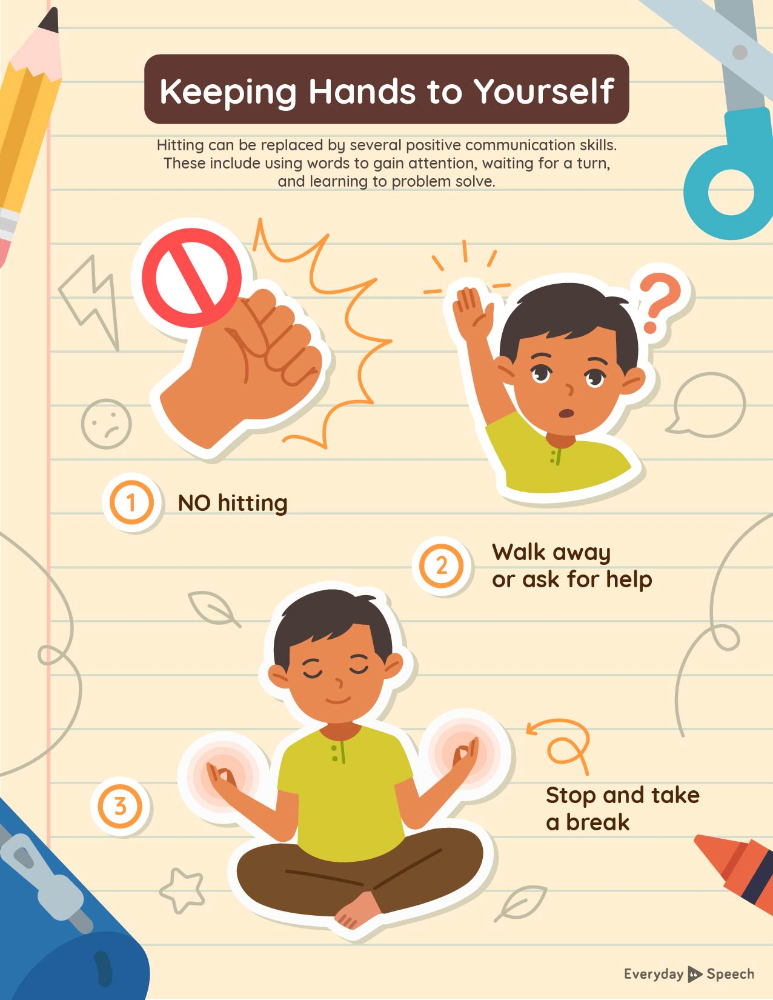 Keeping Hands to Yourself
Hitting can be replaced by several positive communication skills.
These include using words to gain attention, waiting for a turn,
and learning to problem solve.
?
1
NO hitting
2
Walk away
or ask for help
3
Stop and take
a break
Everyday Speech